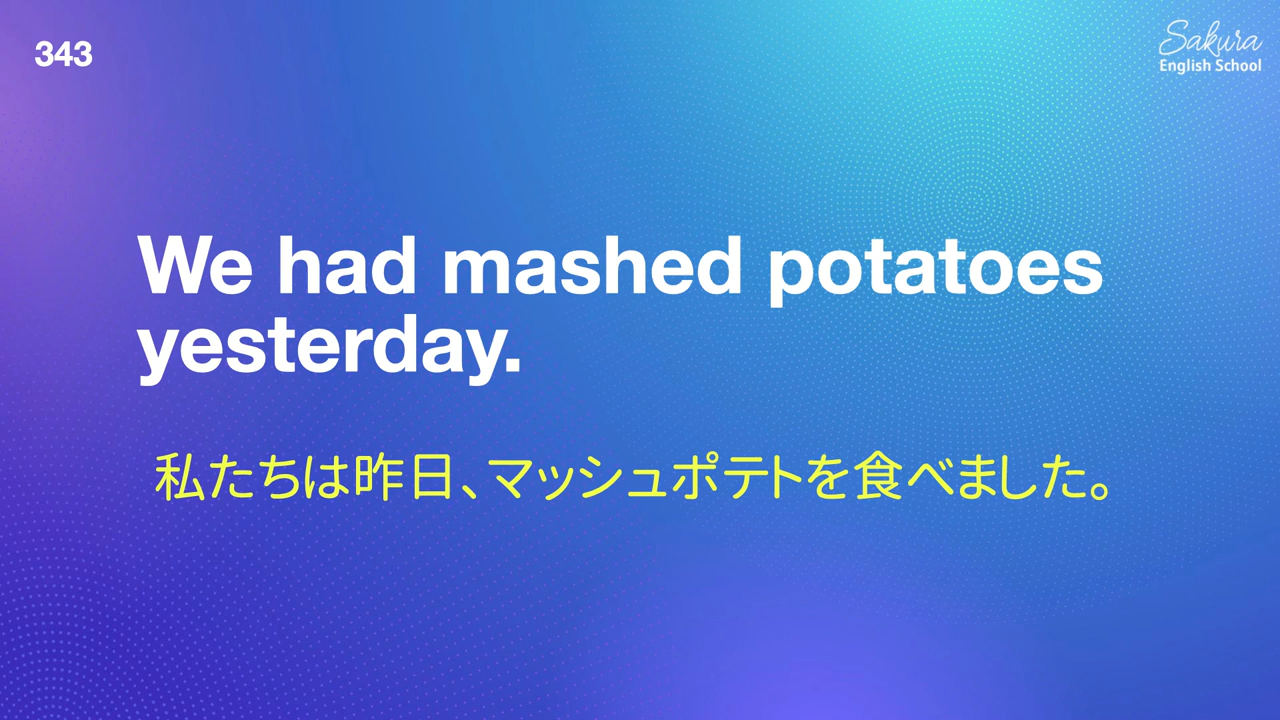 343
Sakura
English School
We had mashed potatoes
yesterday.
私たちは昨日、マッシュポテトを食べました。